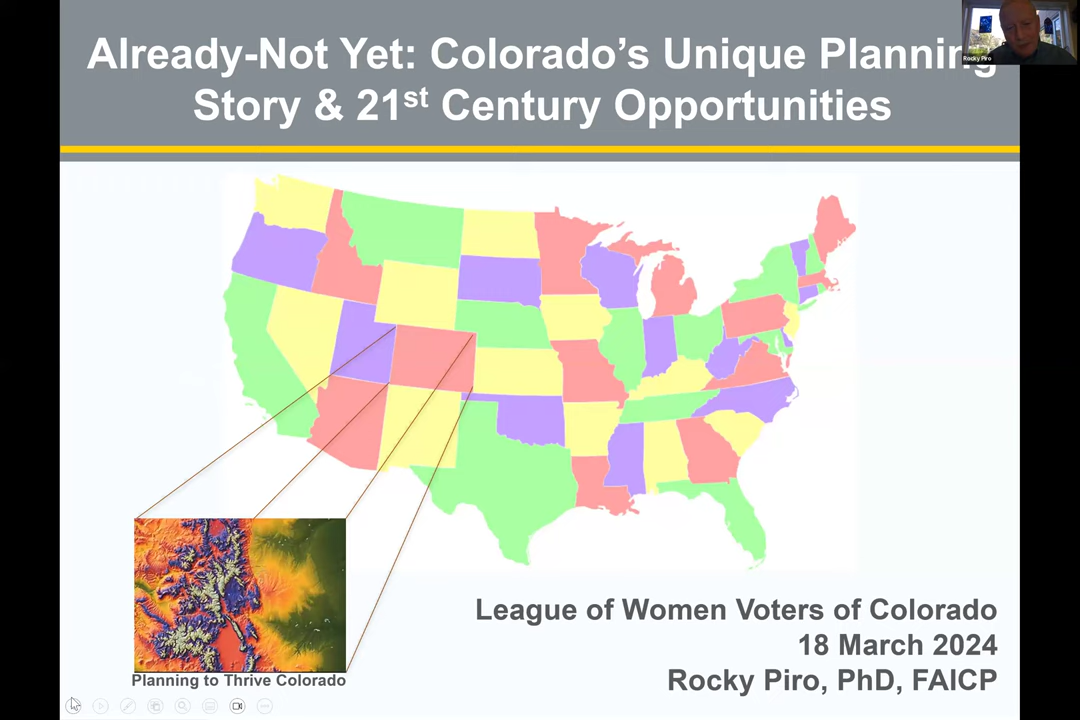 Already-Not Yet: Colorado’s Unique Planning
Story & 21st Century Opportunities
Rocky Piro
League of Women Voters of Colorado
18 March 2024
Rocky Piro, PhD, FAICP
Planning to Thrive Colorado